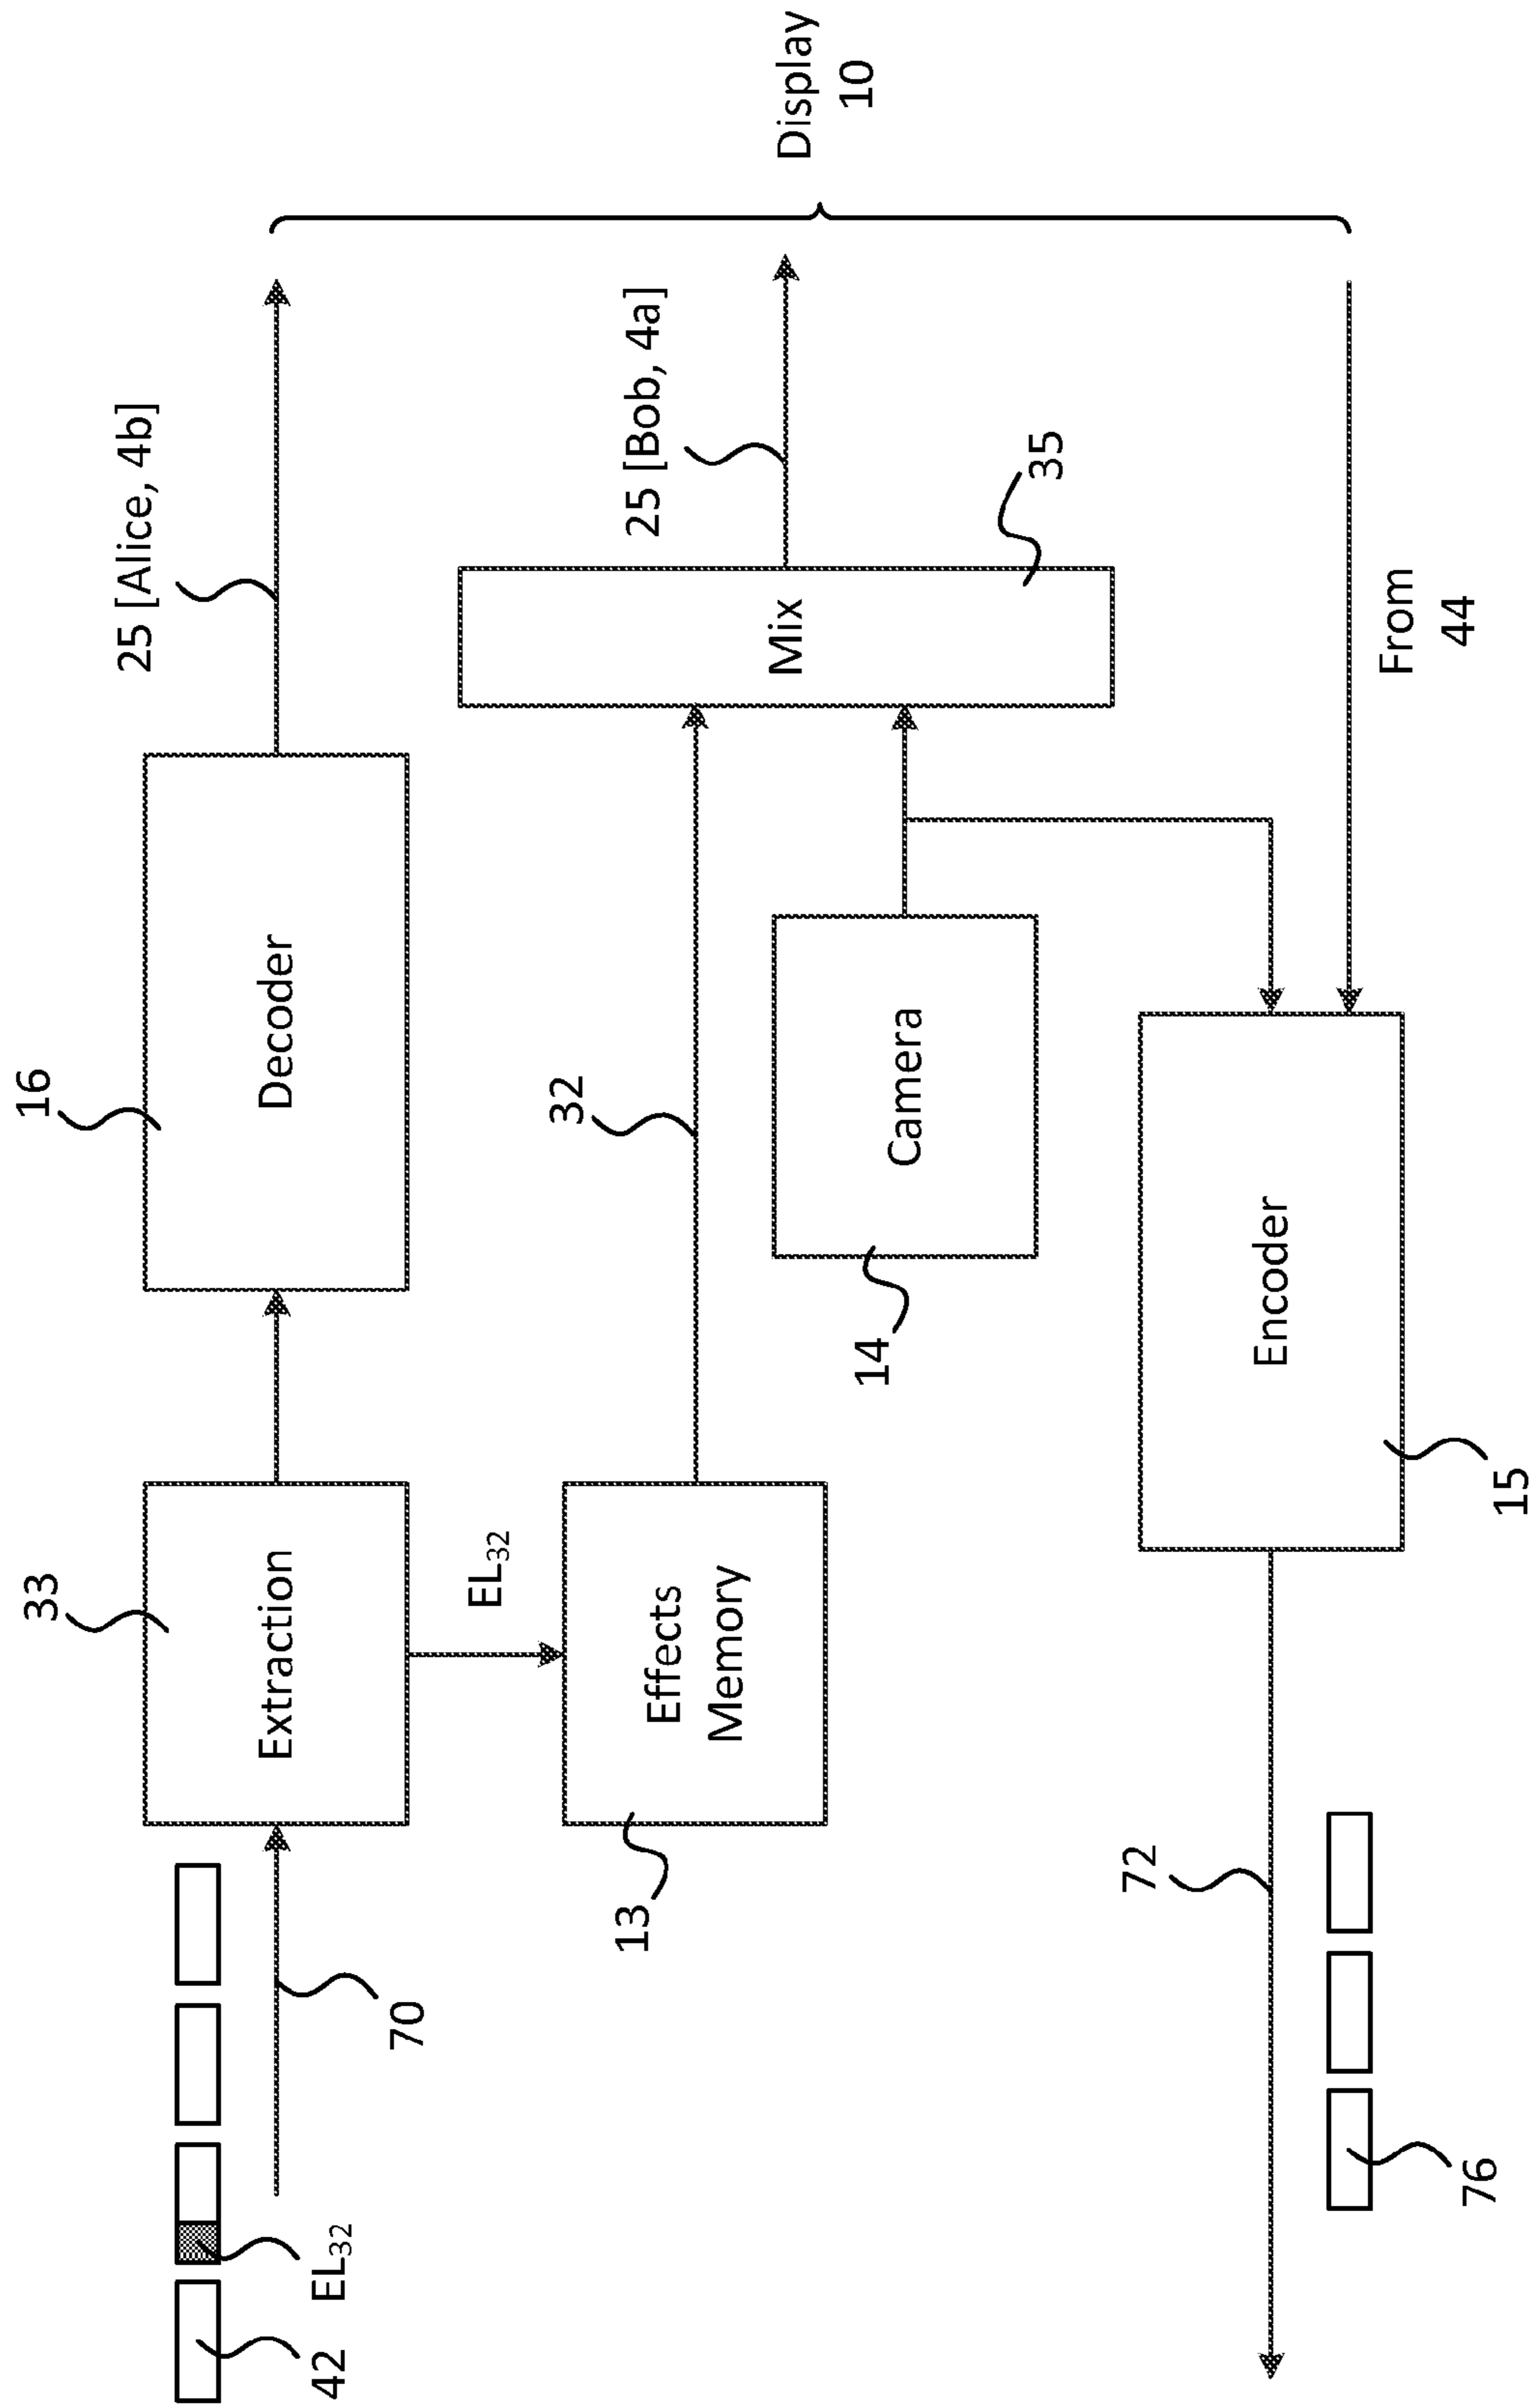 42
EL32
70
33
Extraction
16
Decoder
25 [Alice, 4b]
EL32
13
Effects
Memory
32
14
Camera
Mix
35
25 [Bob, 4a]
Display
10
72
76
Encoder
15
From
44